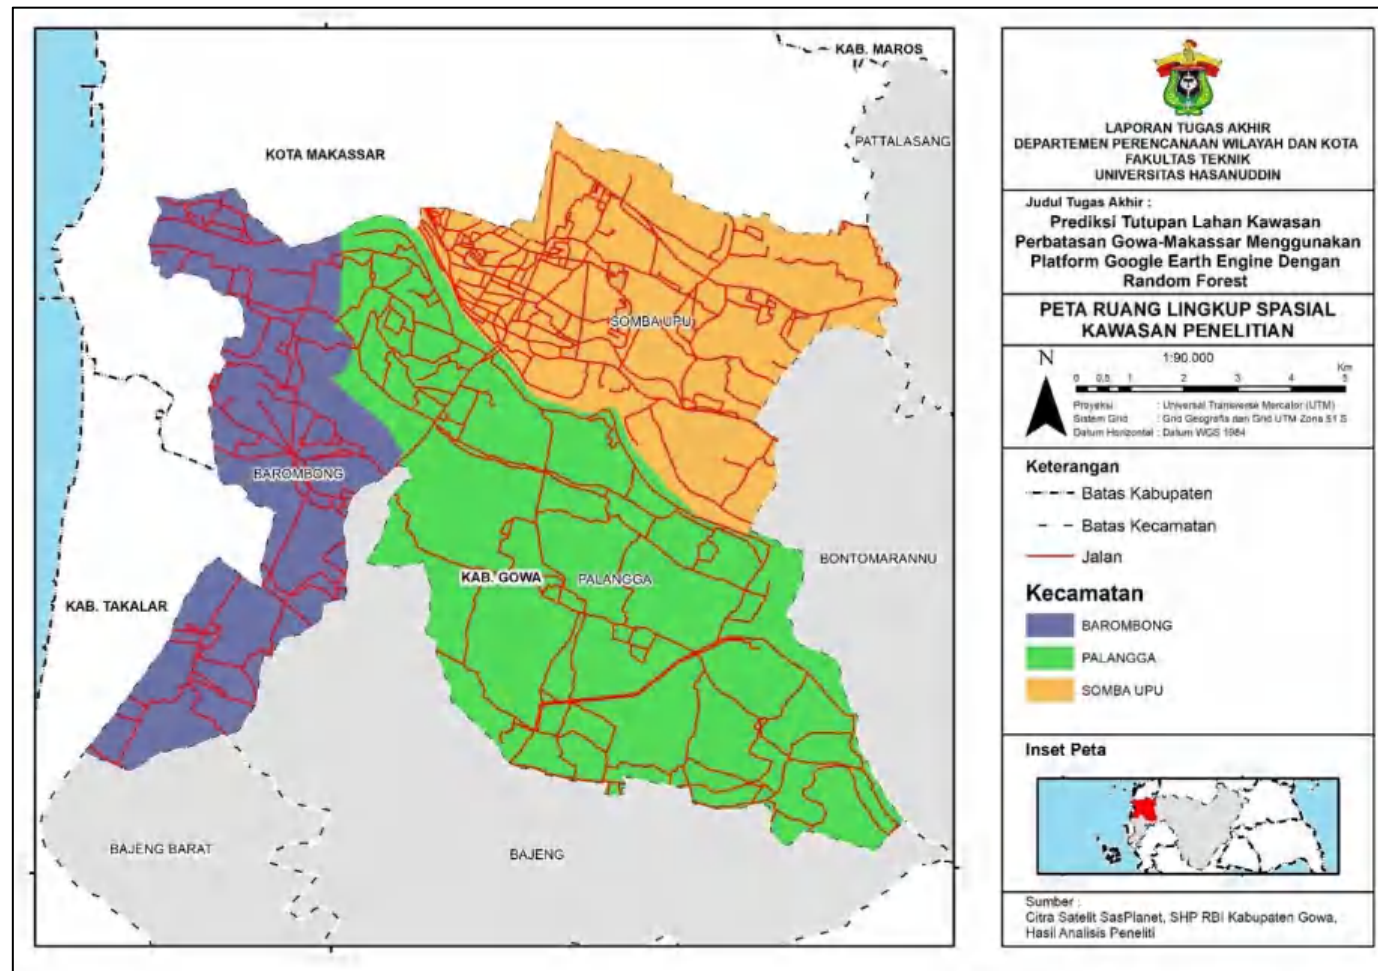 KAB. MAROS
PATTALASANG
KOTA MAKASSAR
SOMBA UPU
BAROMBONG
BONTOMARANNU
KAB. GOWA
PALANGGA
KAB. TAKALAR
BAJENG BARAT
BAJENG
LAPORAN TUGAS AKHIR
DEPARTEMEN PERENCANAAN WILAYAH DAN KOTA
FAKULTAS TEKNIK
UNIVERSITAS HASANUDDIN
Judul Tugas Akhir :
Prediksi Tutupan Lahan Kawasan
Perbatasan Gowa-Makassar Menggunakan
Platform Google Earth Engine Dengan
Random Forest
PETA RUANG LINGKUP SPASIAL
KAWASAN PENELITIAN
N
1:90.000
Km
0 0,5 1 2 3 4 5
Proyeksi : Universal Transverse Mercator (UTM)
Sistem Grid : Grid Geografis dan Grid UTM Zona 51 S
Datum Horizontal : Datum WGS 1984
Keterangan
Batas Kabupaten
Batas Kecamatan
Jalan
Kecamatan
BAROMBONG
PALANGGA
SOMBA UPU
Inset Peta
Sumber :
Citra Satelit SasPlanet, SHP RBI Kabupaten Gowa,
Hasil Analisis Peneliti